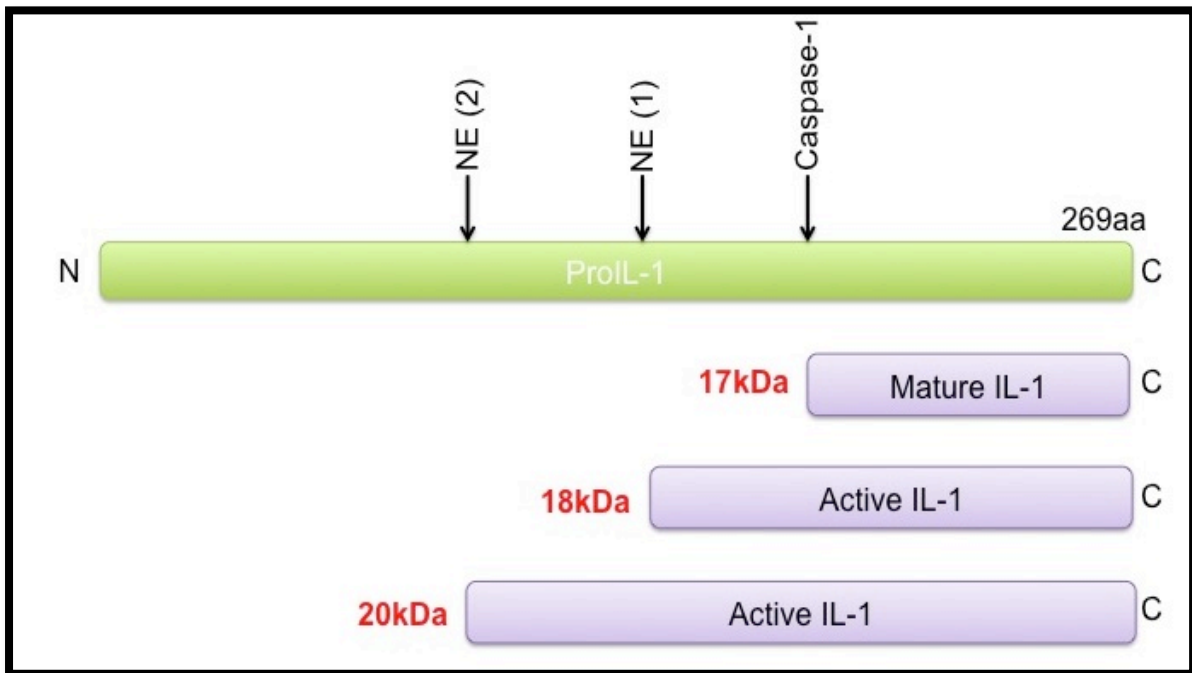 NE (2)
NE (1)
Caspase-1
269aa
N
ProIL-1
C
17kDa
Mature IL-1
C
18kDa
Active IL-1
C
20kDa
Active IL-1
C